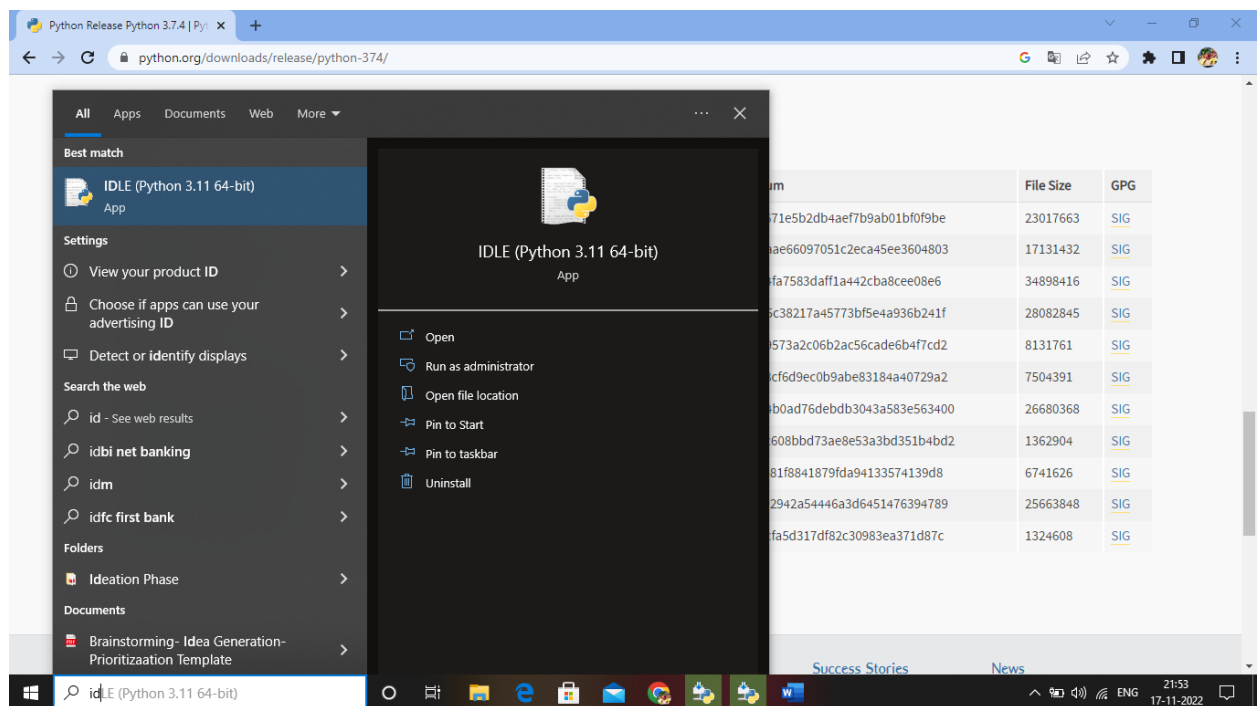 Python Release Python 3.7.4 | Pyt
python.org/downloads/release/python-374/
All Apps Documents Web More
Best match
IDLE (Python 3.11 64-bit)
App
Settings
View your product ID
Choose if apps can use your
advertising ID
Detect or identify displays
Search the web
id - See web results
idbi net banking
idm
idfc first bank
Folders
Ideation Phase
Documents
Brainstorming- Idea Generation-
Prioritizaation Template
IDLE (Python 3.11 64-bit)
App
Open
Run as administrator
Open file location
Pin to Start
Pin to taskbar
Uninstall
um File Size GPG
571e5b2db4aef7b9ab01bf0f9be 23017663 SIG
aae66097051c2eca45ee3604803 17131432 SIG
4fa7583daff1a442cba8cee08e6 34898416 SIG
5c38217a45773bf5e4a936b241f 28082845 SIG
9573a2c06b2ac56cade6b4f7cd2 8131761 SIG
3cf6d9ec0b9abe83184a40729a2 7504391 SIG
4b0ad76debdb3043a583e563400 26680368 SIG
c608bbd73ae8e53a3bd351b4bd2 1362904 SIG
81f8841879fda94133574139d8 6741626 SIG
2942a54446a3d6451476394789 25663848 SIG
cfa5d317df82c30983ea371d87c 1324608 SIG
Success Stories News
idLE (Python 3.11 64-bit)
ENG
21:53
17-11-2022